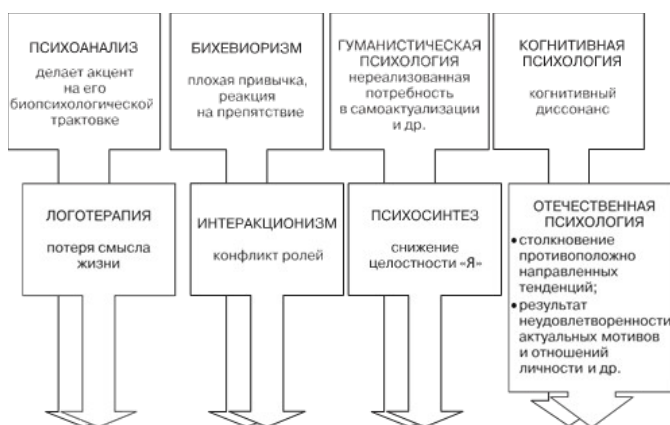 ПСИХОАНАЛИЗ
делает акцент
на его
биопсихологической
трактовке
БИХЕВИОРИЗМ
плохая привычка,
реакция
на препятствие
ГУМАНИСТИЧЕСКАЯ
ПСИХОЛОГИЯ
нереализованная
потребность
в самоактуализации
и др.
КОГНИТИВНАЯ
ПСИХОЛОГИЯ
когнитивный
диссонанс
ЛОГОТЕРАПИЯ
потеря смысла
жизни
ИНТЕРАКЦИОНИЗМ
конфликт ролей
ПСИХОСИНТЕЗ
снижение
целостности «Я»
ОТЕЧЕСТВЕННАЯ
ПСИХОЛОГИЯ
• столкновение
противоположно
направленных
тенденций;
• результат
неудовлетворенности
актуальных мотивов
и отношений
личности и др.